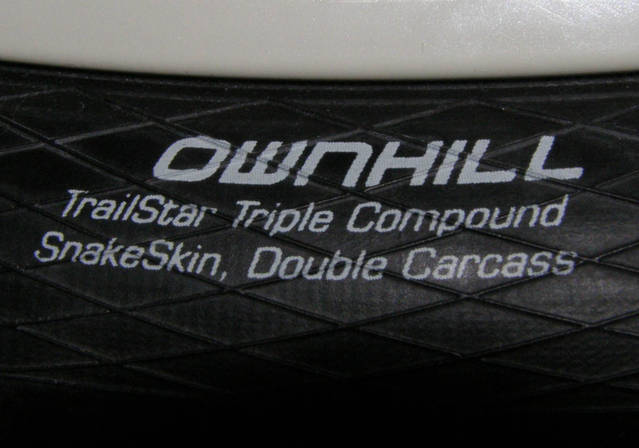 OWNHILL
TrailStar Triple Compound
SnakeSkin, Double Carcass